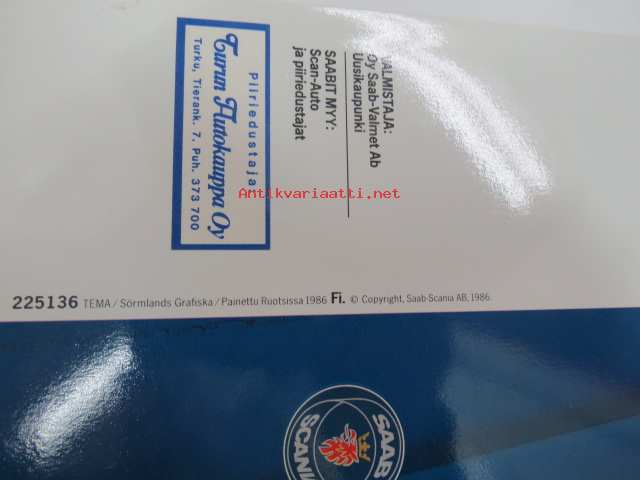 Piiriedustaja
Turun Autokauppa Oy
Turku, Tierank. 7, Puh. 373 700
VALMISTAJA:
Oy Saab-Valmet Ab
Uusikaupunki
SAABIT MYY:
Scan-Auto
ja piiriedustajat
Antikvariaatti.net
225136 TEMA / Sörmlands Grafiska / Painettu Ruotsissa 1986 Fi. © Copyright, Saab-Scania AB, 1986.
SAAB
SCANIA